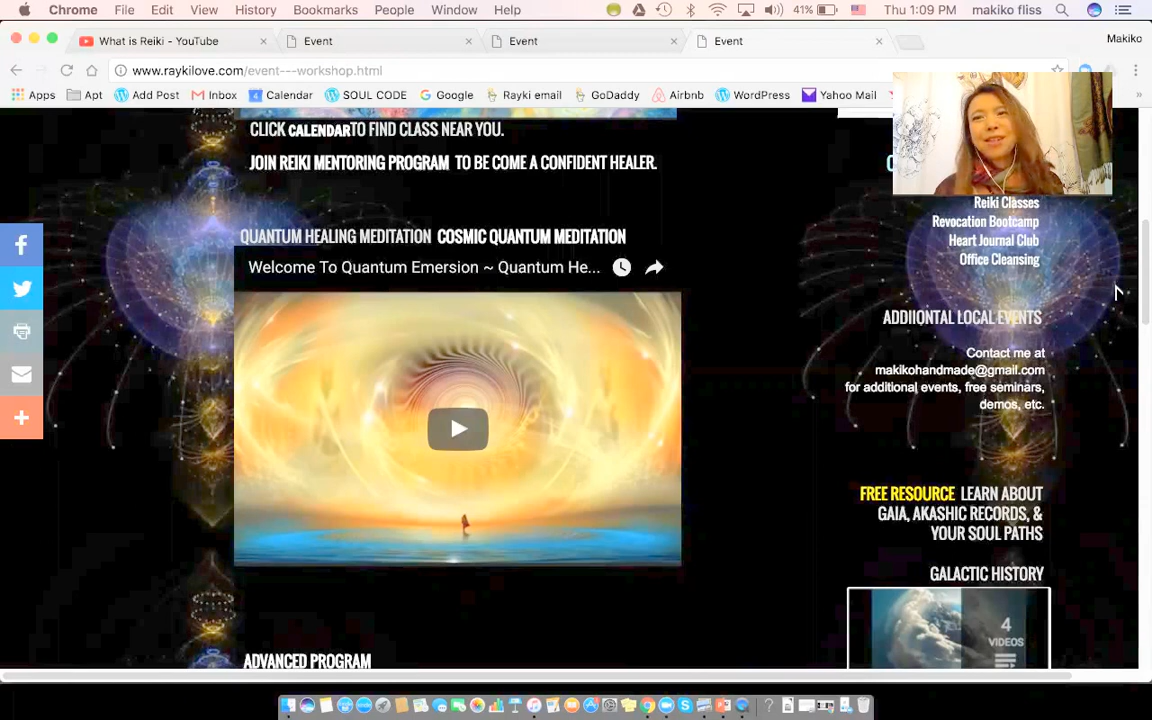 Chrome File Edit View History Bookmarks People Window Help 41% Thu 1:09 PM makiko fliss
What is Reiki - YouTube × Event × Event × Event × Makiko
www.raykilove.com/event---workshop.html
Apps Apt Add Post Inbox Calendar SOUL CODE Google Rayki email GoDaddy Airbnb WordPress Yahoo Mail »
CLICK CALENDARTO FIND CLASS NEAR YOU.
JOIN REIKI MENTORING PROGRAM TO BE COME A CONFIDENT HEALER.
QUANTUM HEALING MEDITATION COSMIC QUANTUM MEDITATION
Welcome To Quantum Emersion ~ Quantum He...
ADVANCED PROGRAM
Reiki Classes
Revocation Bootcamp
Heart Journal Club
Office Cleansing
ADDIIONTAL LOCAL EVENTS
Contact me at
makikohandmade@gmail.com
for additional events, free seminars,
demos, etc.
FREE RESOURCE LEARN ABOUT
GAIA, AKASHIC RECORDS, &
YOUR SOUL PATHS
GALACTIC HISTORY
4
VIDEOS